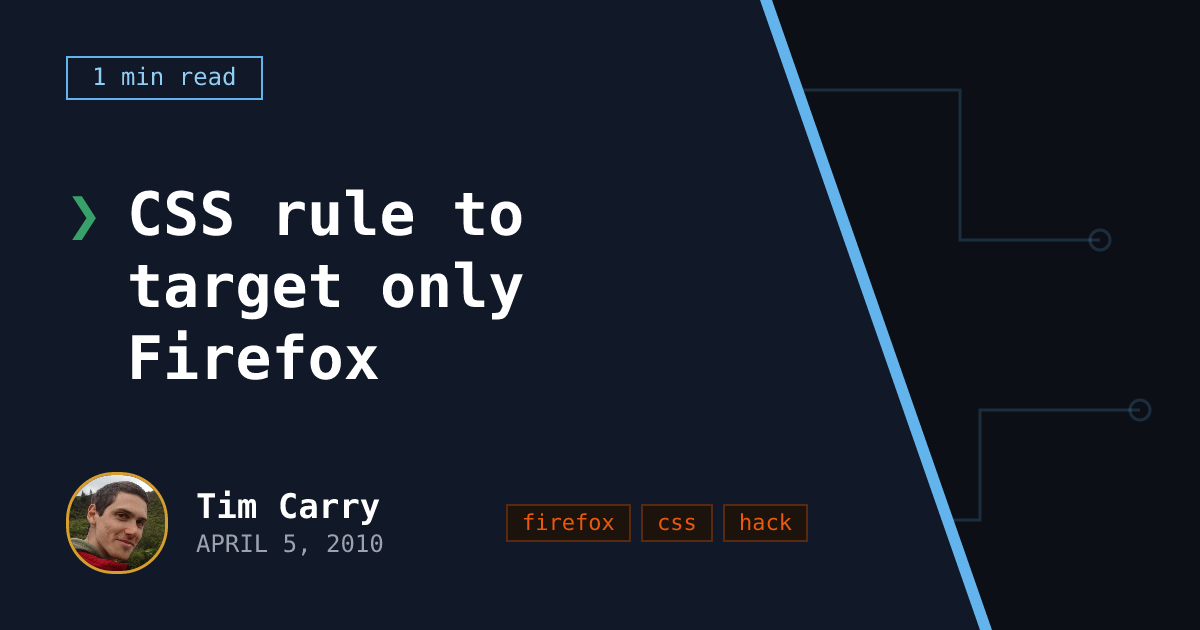 1 min read
❯ CSS rule to
target only
Firefox
Tim Carry
APRIL 5, 2010
firefox css hack